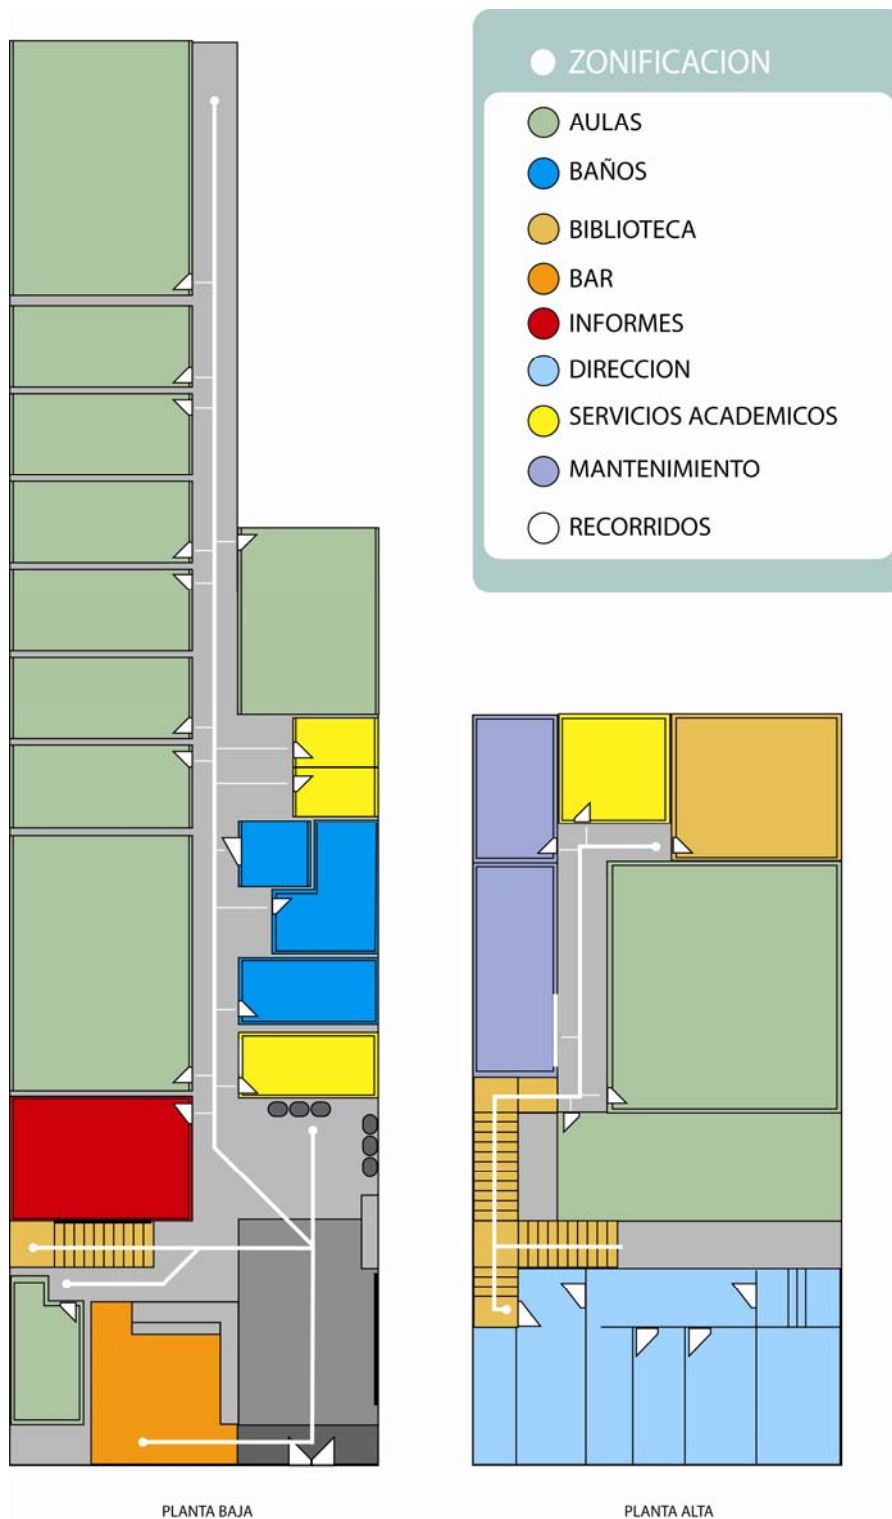 ZONIFICACION
AULAS
BAÑOS
BIBLIOTECA
BAR
INFORMES
DIRECCION
SERVICIOS ACADEMICOS
MANTENIMIENTO
RECORRIDOS
PLANTA BAJA
PLANTA ALTA